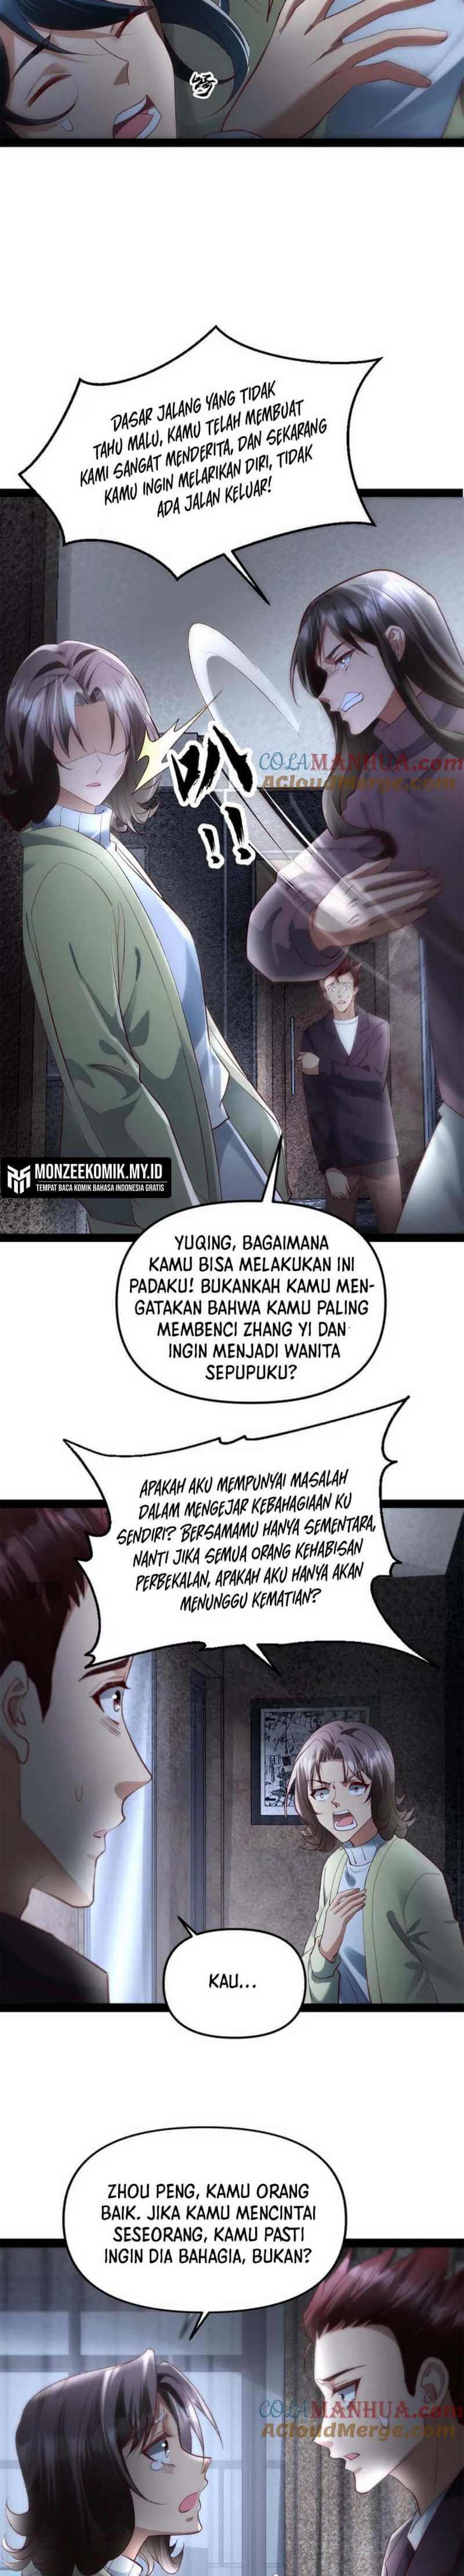 DASAR JALANG YANG TIDAK
TAHU MALU, KAMU TELAH MEMBUAT
KAMI SANGAT MENDERITA, DAN SEKARANG
KAMU INGIN MELARIKAN DIRI, TIDAK
ADA JALAN KELUAR!
叭!!
COLAMANHUA.com
ACloudMerge.com
MONZEEKOMIK.MY.ID
TEMPAT BACA KOMIK BAHASA INDONESIA GRATIS
YUQING, BAGAIMANA
KAMU BISA MELAKUKAN INI
PADAKU! BUKANKAH KAMU MEN-
GATAKAN BAHWA KAMU PALING
MEMBENCI ZHANG YI DAN
INGIN MENJADI WANITA
SEPUPUKU?
APAKAH AKU MEMPUNYAI MASALAH
DALAM MENGEJAR KEBAHAGIAAN KU
SENDIRI? BERSAMAMU HANYA SEMENTARA,
NANTI JIKA SEMUA ORANG KEHABISAN
PERBEKALAN, APAKAH AKU HANYA AKAN
MENUNGGU KEMATIAN?
KAU...
ZHOU PENG, KAMU ORANG
BAIK. JIKA KAMU MENCINTAI
SESEORANG, KAMU PASTI
INGIN DIA BAHAGIA, BUKAN?
COLAMANHUA.com
ACloudMerge.com